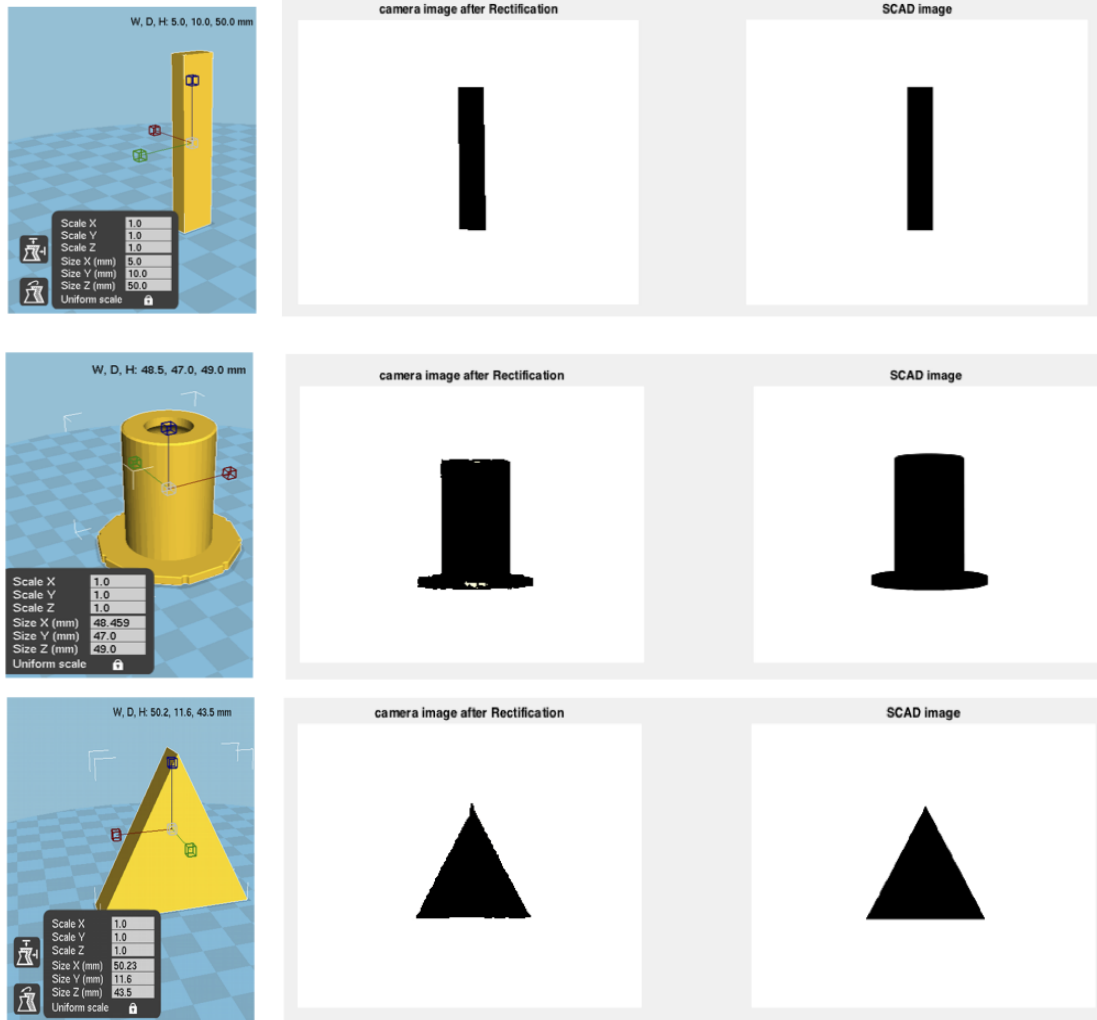 W, D, H: 5.0, 10.0, 50.0 mm
Scale X 1.0
Scale Y 1.0
Scale Z 1.0
Size X (mm) 5.0
Size Y (mm) 10.0
Size Z (mm) 50.0
Uniform scale
camera image after Rectification
SCAD image
W, D, H: 48.5, 47.0, 49.0 mm
Scale X 1.0
Scale Y 1.0
Scale Z 1.0
Size X (mm) 48.459
Size Y (mm) 47.0
Size Z (mm) 49.0
Uniform scale
camera image after Rectification
SCAD image
W, D, H: 50.2, 11.6, 43.5 mm
Scale X 1.0
Scale Y 1.0
Scale Z 1.0
Size X (mm) 50.23
Size Y (mm) 11.6
Size Z (mm) 43.5
Uniform scale
camera image after Rectification
SCAD image